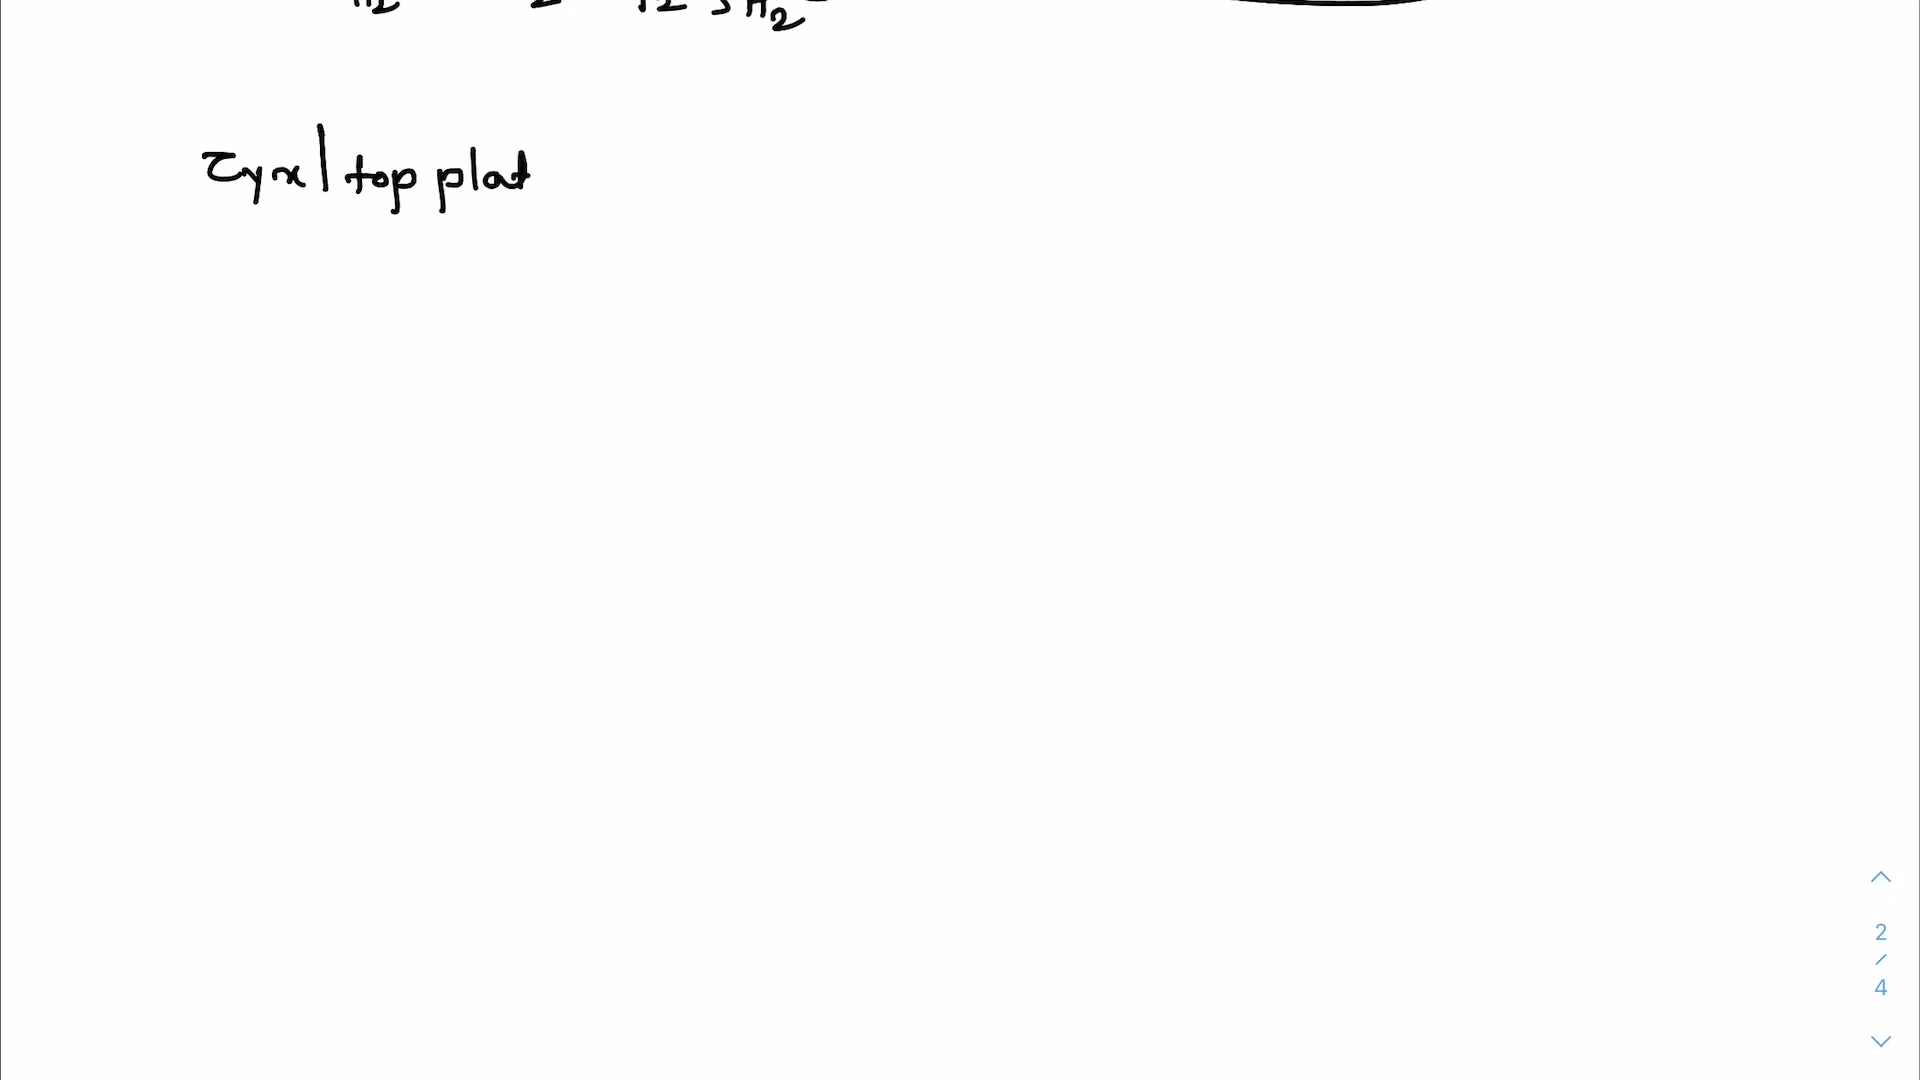 τyx | top plat
2
/
4